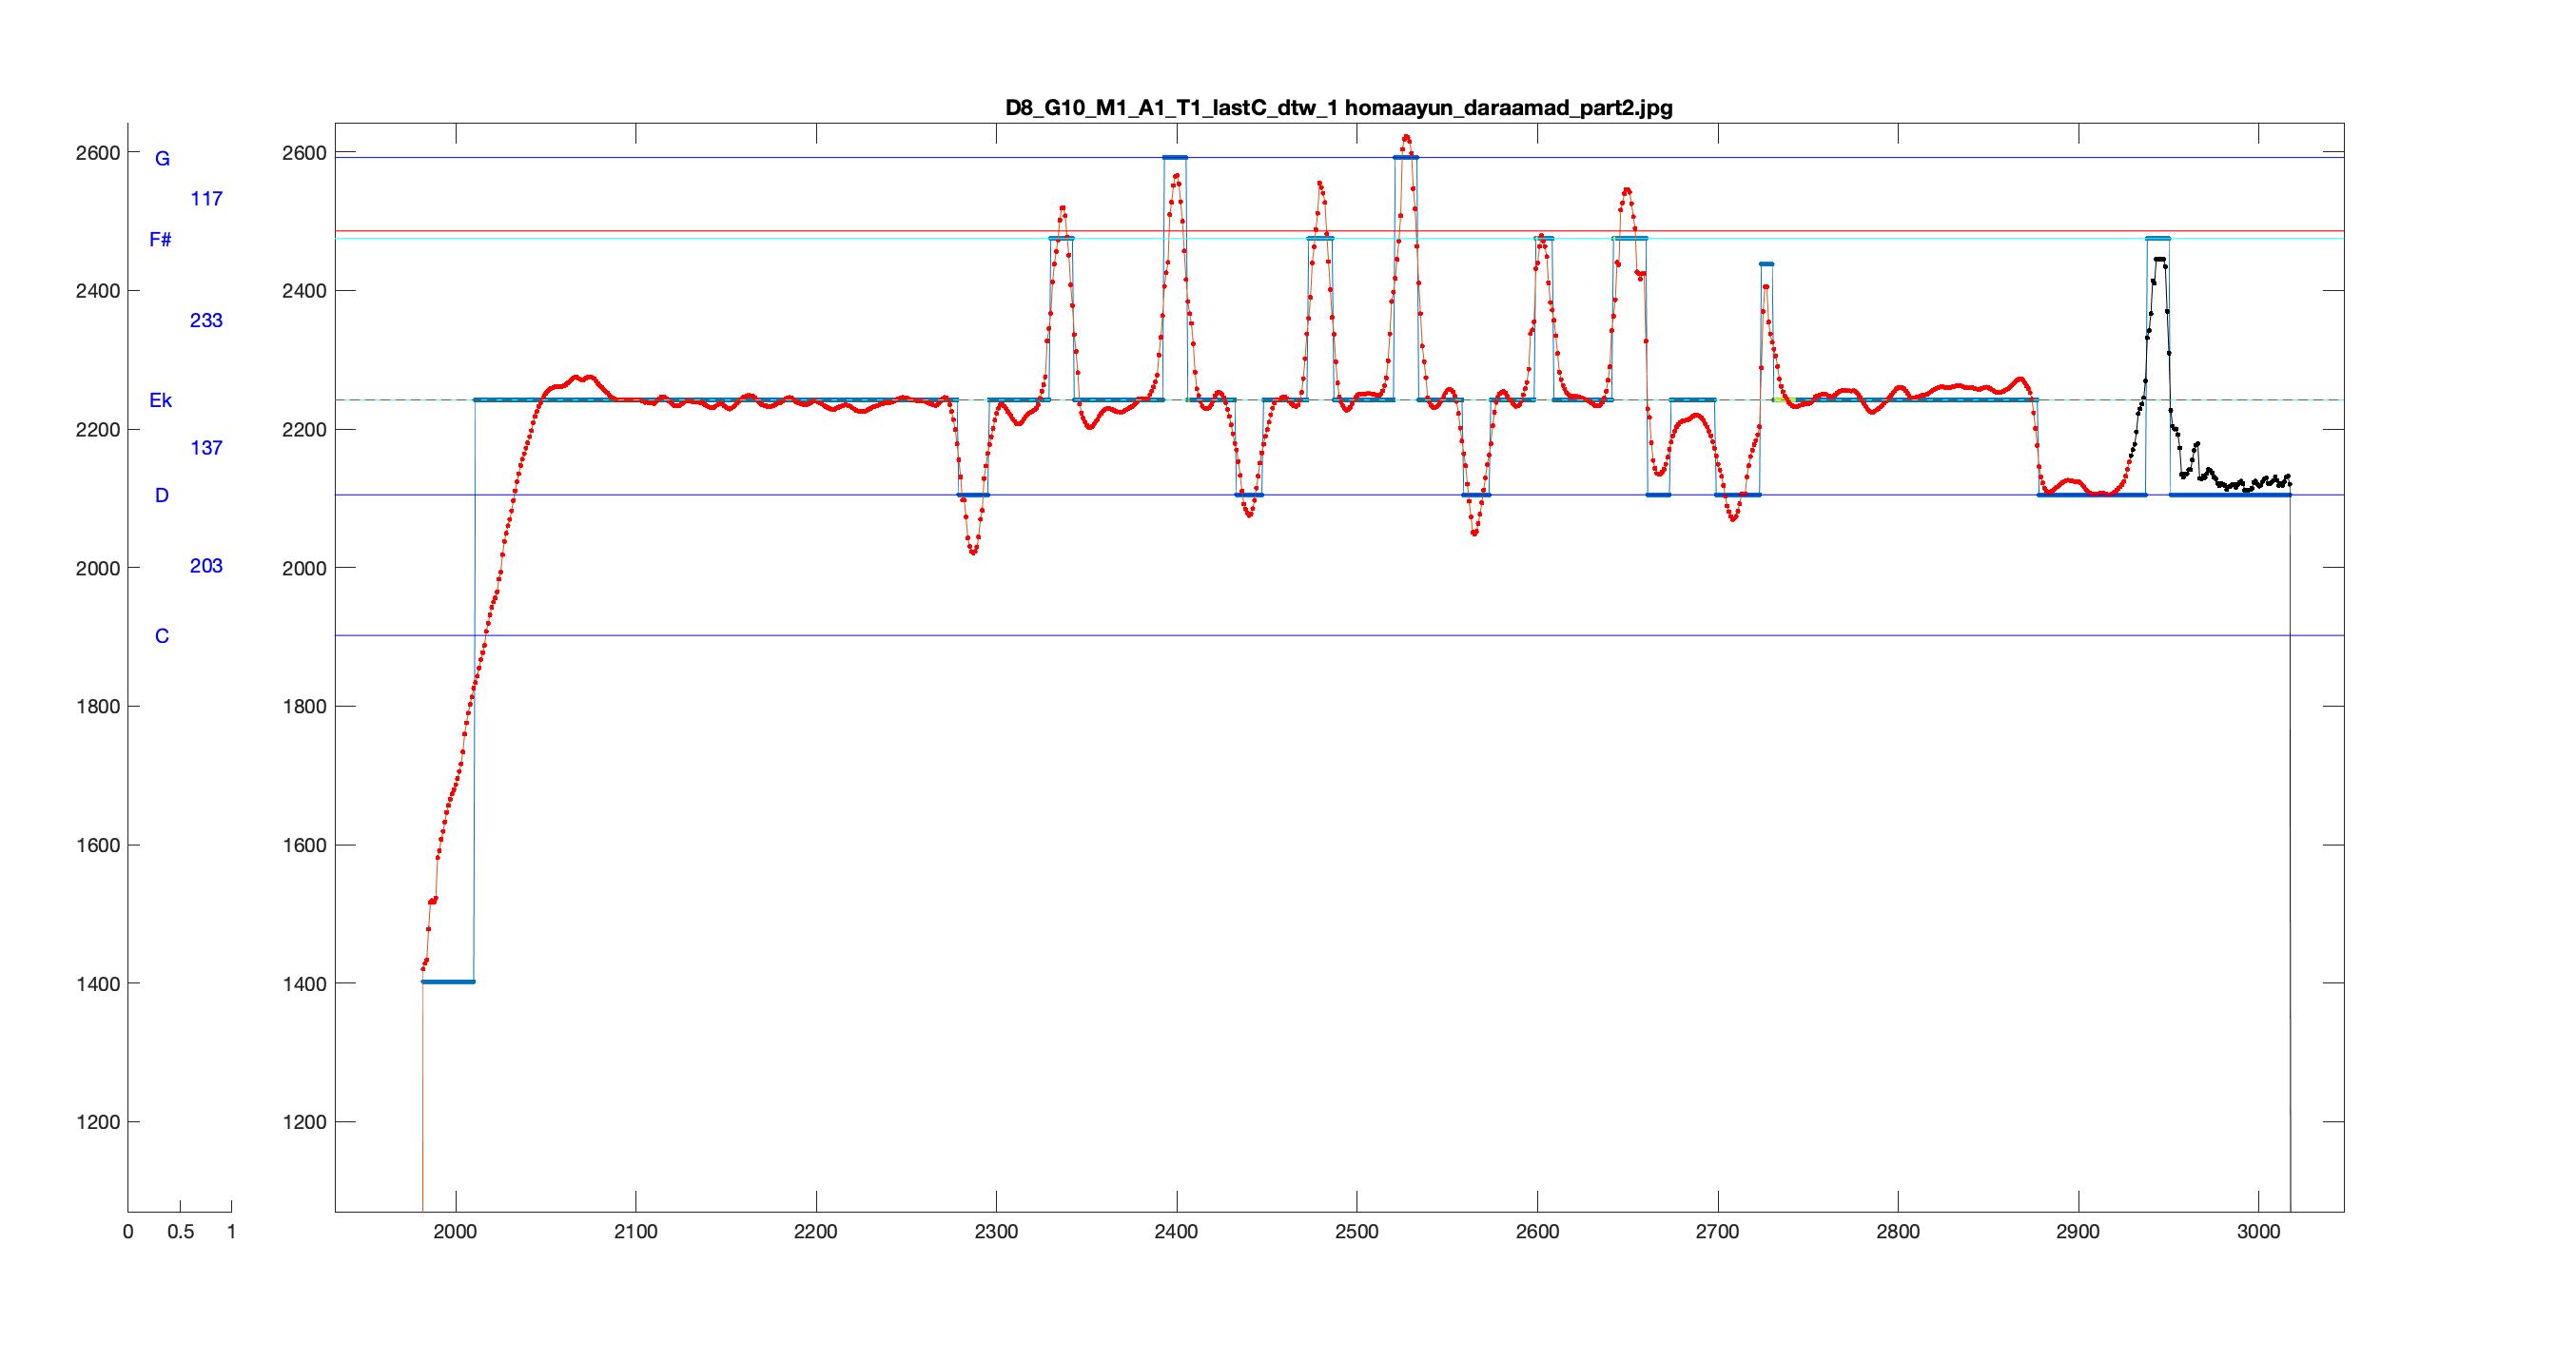 D8_G10_M1_A1_T1_lastC_dtw_1 homaayun_daraamad_part2.jpg
2600 G 2600
117
F#
2400 2400
233
Ek
2200 2200
137
D
2000 203 2000
C
1800 1800
1600 1600
1400 1400
1200 1200
0 0.5 1 2000 2100 2200 2300 2400 2500 2600 2700 2800 2900 3000